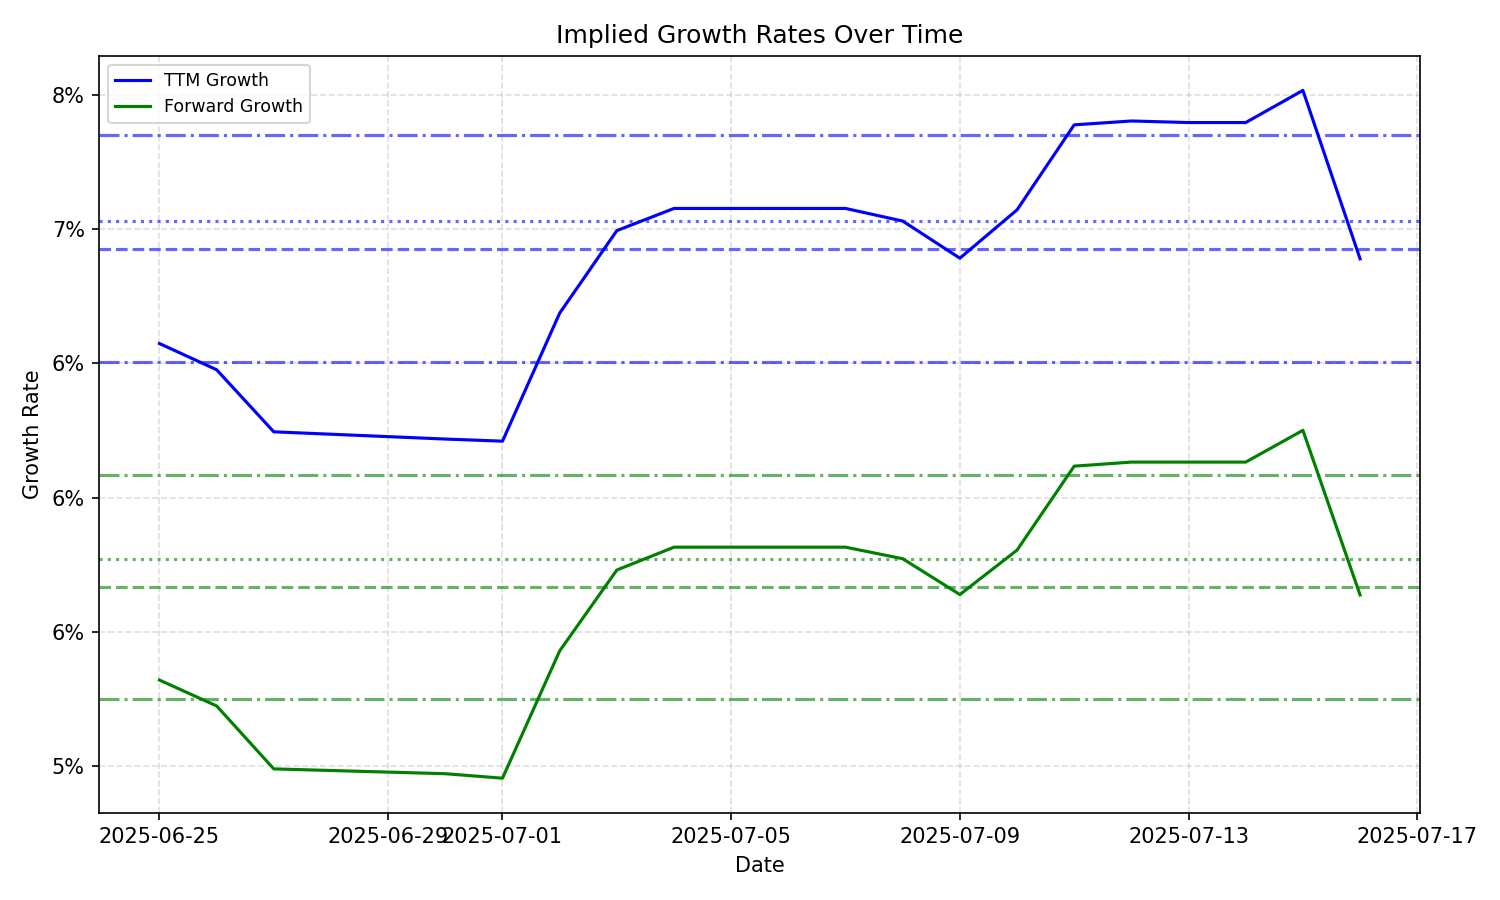 Implied Growth Rates Over Time
TTM Growth
Forward Growth
8%
7%
6%
6%
6%
5%
Growth Rate
2025-06-25
2025-06-29
2025-07-01
2025-07-05
2025-07-09
2025-07-13
2025-07-17
Date